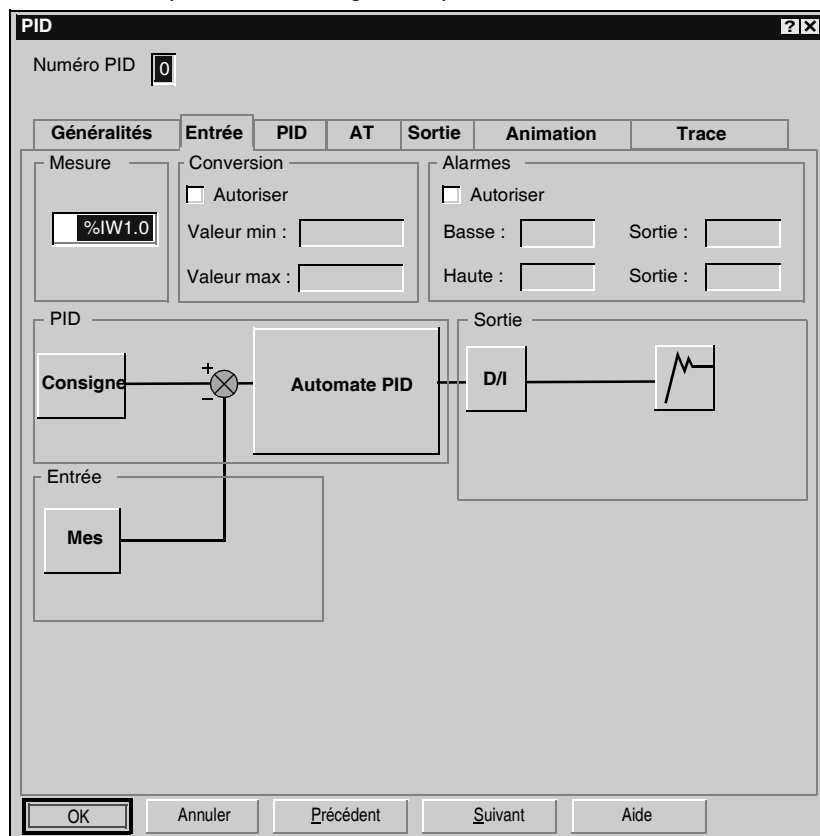 PID
? X
Numéro PID 0
Généralités Entrée PID AT Sortie Animation Trace
Mesure
%IW1.0
Conversion
Autoriser
Valeur min :
Valeur max :
Alarmes
Autoriser
Basse : Sortie :
Haute : Sortie :
PID
Consigne
+
−
Automate PID
Sortie
D/I
Entrée
Mes
OK Annuler Précédent Suivant Aide